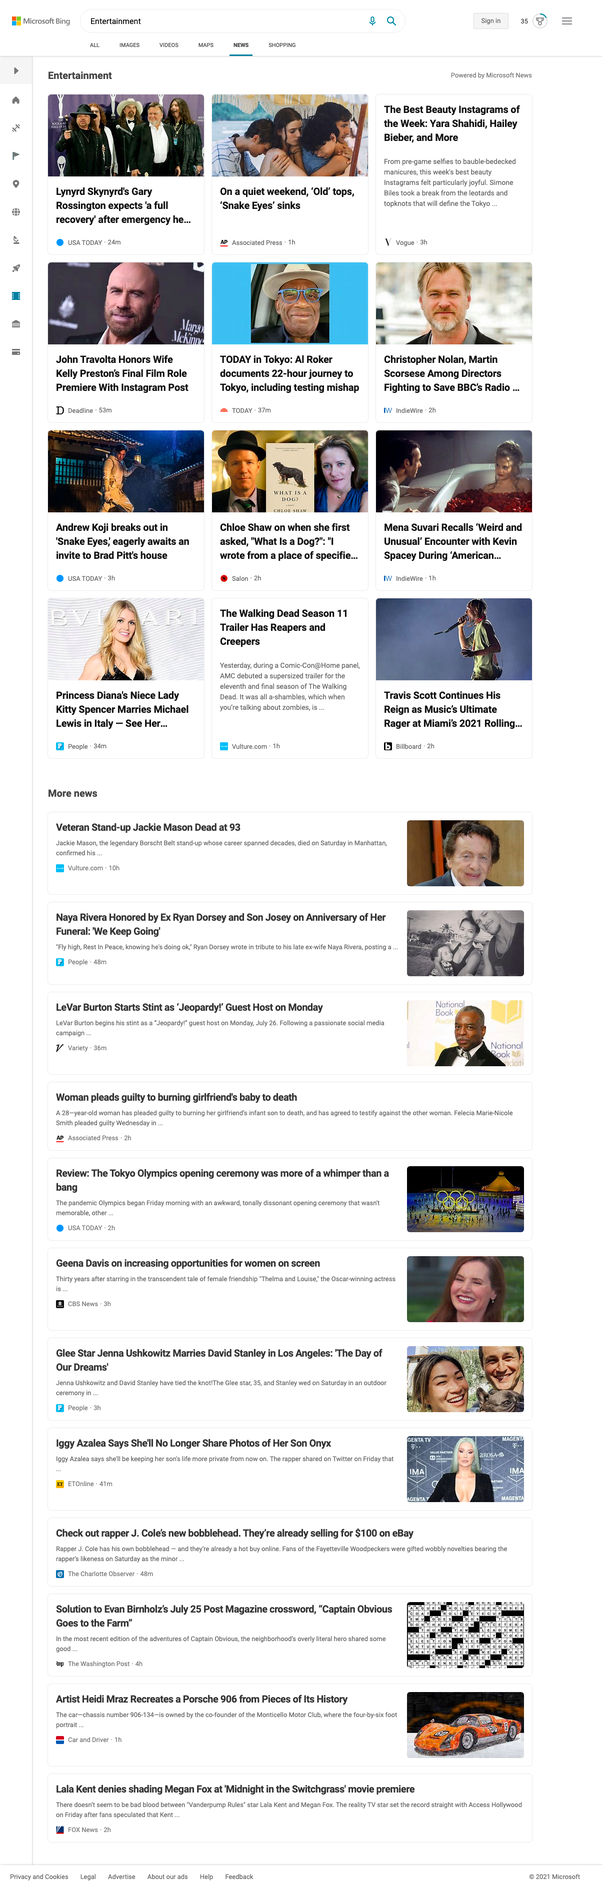 Microsoft Bing
Entertainment
Sign in
35
ALL IMAGES VIDEOS MAPS NEWS SHOPPING
Entertainment
Powered by Microsoft News
Lynyrd Skynyrd's Gary
Rossington expects 'a full
recovery' after emergency he...
USA TODAY · 24m
On a quiet weekend, 'Old' tops,
'Snake Eyes' sinks
AP Associated Press · 1h
The Best Beauty Instagrams of
the Week: Yara Shahidi, Hailey
Bieber, and More
From pre-game selfies to bauble-bedecked
manicures, this week's best beauty
Instagrams felt particularly joyful. Simone
Biles took a break from the leotards and
topknots that will define the Tokyo ...
Vogue · 3h
John Travolta Honors Wife
Kelly Preston's Final Film Role
Premiere With Instagram Post
D Deadline · 53m
TODAY in Tokyo: Al Roker
documents 22-hour journey to
Tokyo, including testing mishap
TODAY · 37m
Christopher Nolan, Martin
Scorsese Among Directors
Fighting to Save BBC's Radio ...
IW IndieWire · 2h
Andrew Koji breaks out in
'Snake Eyes,' eagerly awaits an
invite to Brad Pitt's house
USA TODAY · 3h
WHAT IS A
DOG?
CHLOE SHAW
Chloe Shaw on when she first
asked, "What Is a Dog?": "I
wrote from a place of specifie...
Salon · 2h
Mena Suvari Recalls 'Weird and
Unusual' Encounter with Kevin
Spacey During 'American...
IW IndieWire · 1h
BVLGARI
Princess Diana's Niece Lady
Kitty Spencer Marries Michael
Lewis in Italy — See Her...
People · 34m
The Walking Dead Season 11
Trailer Has Reapers and
Creepers
Yesterday, during a Comic-Con@Home panel,
AMC debuted a supersized trailer for the
eleventh and final season of The Walking
Dead. It was all a-shambles, which when
you're talking about zombies, is ...
Vulture.com · 1h
Travis Scott Continues His
Reign as Music's Ultimate
Rager at Miami's 2021 Rolling...
b Billboard · 2h
More news
Veteran Stand-up Jackie Mason Dead at 93
Jackie Mason, the legendary Borscht Belt stand-up whose career spanned decades, died on Saturday in Manhattan,
confirmed his ...
Vulture.com · 10h
Naya Rivera Honored by Ex Ryan Dorsey and Son Josey on Anniversary of Her
Funeral: 'We Keep Going'
"Fly high, Rest In Peace, knowing he's doing ok," Ryan Dorsey wrote in tribute to his late ex-wife Naya Rivera, posting a ...
People · 48m
LeVar Burton Starts Stint as 'Jeopardy!' Guest Host on Monday
LeVar Burton begins his stint as a "Jeopardy!" guest host on Monday, July 26. Following a passionate social media
campaign ...
Variety · 36m
National
Book
National
Book
Woman pleads guilty to burning girlfriend's baby to death
A 28-year-old woman has pleaded guilty to burning her girlfriend's infant son to death, and has agreed to testify against the other woman. Felecia Marie-Nicole
Smith pleaded guilty Wednesday in ...
AP Associated Press · 2h
Review: The Tokyo Olympics opening ceremony was more of a whimper than a
bang
The pandemic Olympics began Friday morning with an awkward, tonally dissonant opening ceremony that wasn't
memorable, other ...
USA TODAY · 2h
Geena Davis on increasing opportunities for women on screen
Thirty years after starring in the transcendent tale of female friendship "Thelma and Louise," the Oscar-winning actress
is ...
CBS News · 3h
Glee Star Jenna Ushkowitz Marries David Stanley in Los Angeles: 'The Day of
Our Dreams'
Jenna Ushkowitz and David Stanley have tied the knot!The Glee star, 35, and Stanley wed on Saturday in an outdoor
ceremony in ...
People · 3h
Iggy Azalea Says She'll No Longer Share Photos of Her Son Onyx
Iggy Azalea says she'll be keeping her son's life more private from now on. The rapper shared on Twitter on Friday that
...
ET ETOnline · 41m
MAGENTA
IMA
IMA
Check out rapper J. Cole's new bobblehead. They're already selling for $100 on eBay
Rapper J. Cole has his own bobblehead — and they're already a hot buy online. Fans of the Fayetteville Woodpeckers were gifted wobbly novelties bearing the
rapper's likeness on Saturday as the minor ...
The Charlotte Observer · 48m
Solution to Evan Birnholz's July 25 Post Magazine crossword, "Captain Obvious
Goes to the Farm"
In the most recent edition of the adventures of Captain Obvious, the neighborhood's overly literal hero shared some
good ...
wp The Washington Post · 4h
Artist Heidi Mraz Recreates a Porsche 906 from Pieces of Its History
The car—chassis number 906-134—is owned by the co-founder of the Monticello Motor Club, where the four-by-six foot
portrait ...
Car and Driver · 1h
Lala Kent denies shading Megan Fox at 'Midnight in the Switchgrass' movie premiere
There doesn't seem to be bad blood between "Vanderpump Rules" star Lala Kent and Megan Fox. The reality TV star set the record straight with Access Hollywood
on Friday after fans speculated that Kent ...
FOX News · 2h
Privacy and Cookies Legal Advertise About our ads Help Feedback
© 2021 Microsoft